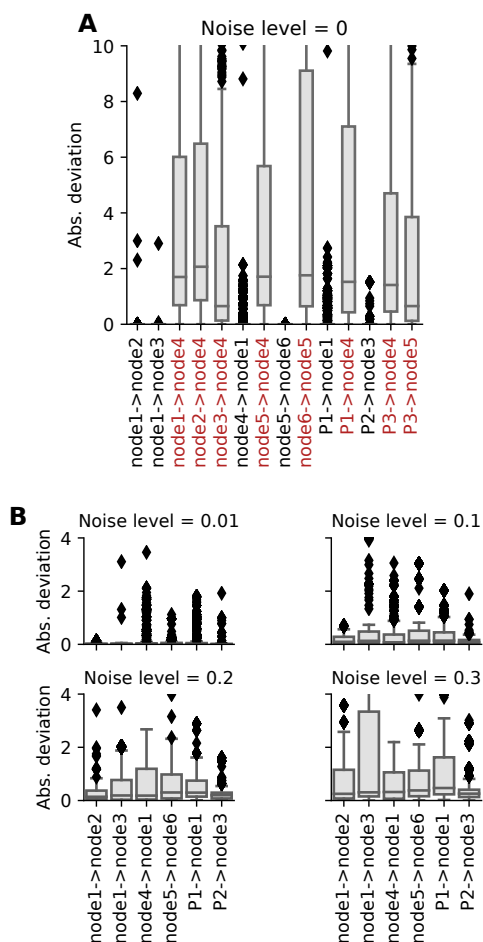 A
Noise level = 0
Abs. deviation
10
8
6
4
2
0
node1->node2
node1->node3
node1->node4
node2->node4
node3->node4
node4->node1
node5->node4
node5->node6
node6->node5
P1->node1
P1->node4
P2->node3
P3->node4
P3->node5
B
Noise level = 0.01
Noise level = 0.1
Abs. deviation
4
2
0
Noise level = 0.2
Noise level = 0.3
Abs. deviation
4
2
0
node1->node2
node1->node3
node4->node1
node5->node6
P1->node1
P2->node3
4
2
0
4
2
0
node1->node2
node1->node3
node4->node1
node5->node6
P1->node1
P2->node3